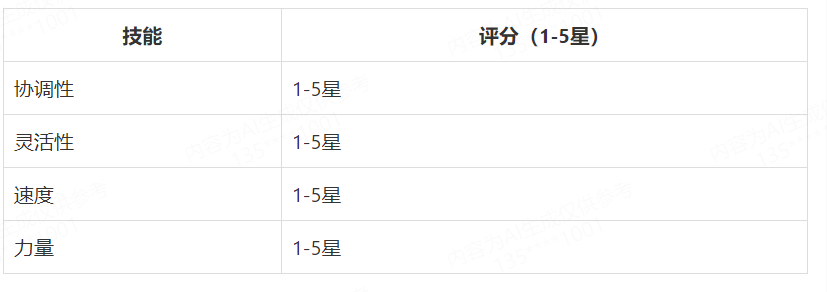 技能 评分（1-5星）
协调性 1-5星
灵活性 1-5星
速度 1-5星
力量 1-5星